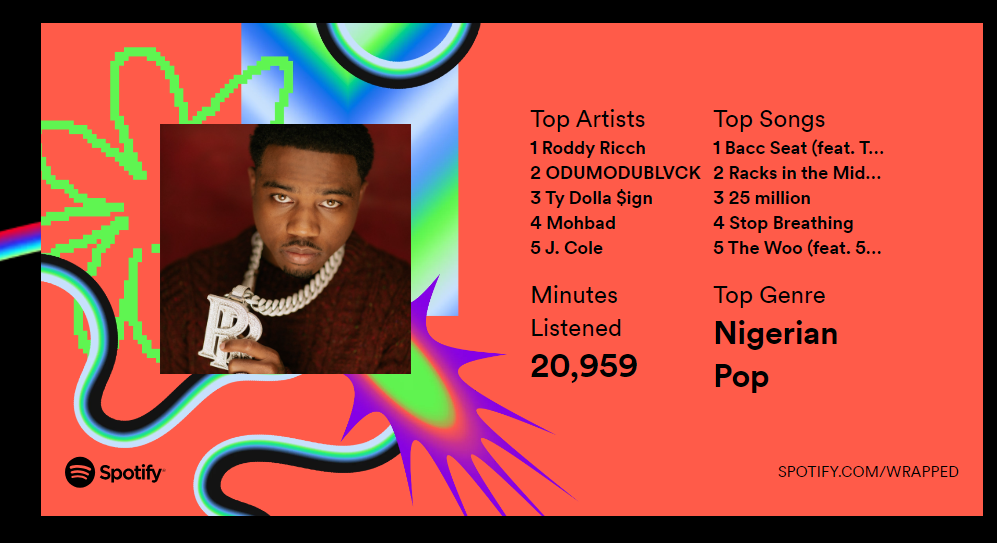 Top Artists
1 Roddy Ricch
2 ODUMODUBLVCK
3 Ty Dolla $ign
4 Mohbad
5 J. Cole
Top Songs
1 Bacc Seat (feat. T...
2 Racks in the Mid...
3 25 million
4 Stop Breathing
5 The Woo (feat. 5...
Minutes
Listened
20,959
Top Genre
Nigerian
Pop
Spotify
SPOTIFY.COM/WRAPPED